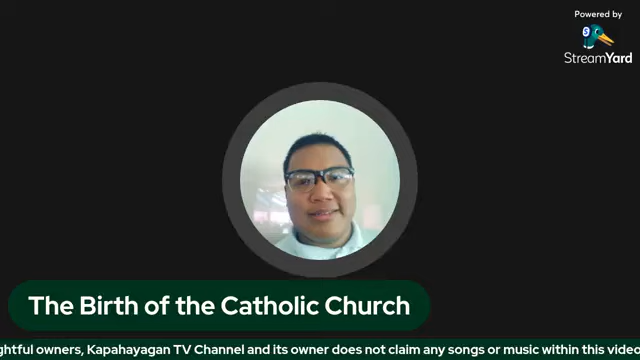 Powered by
StreamYard
The Birth of the Catholic Church
owners, Kapahayagan TV Channel and its owner does not claim any songs or music within this video